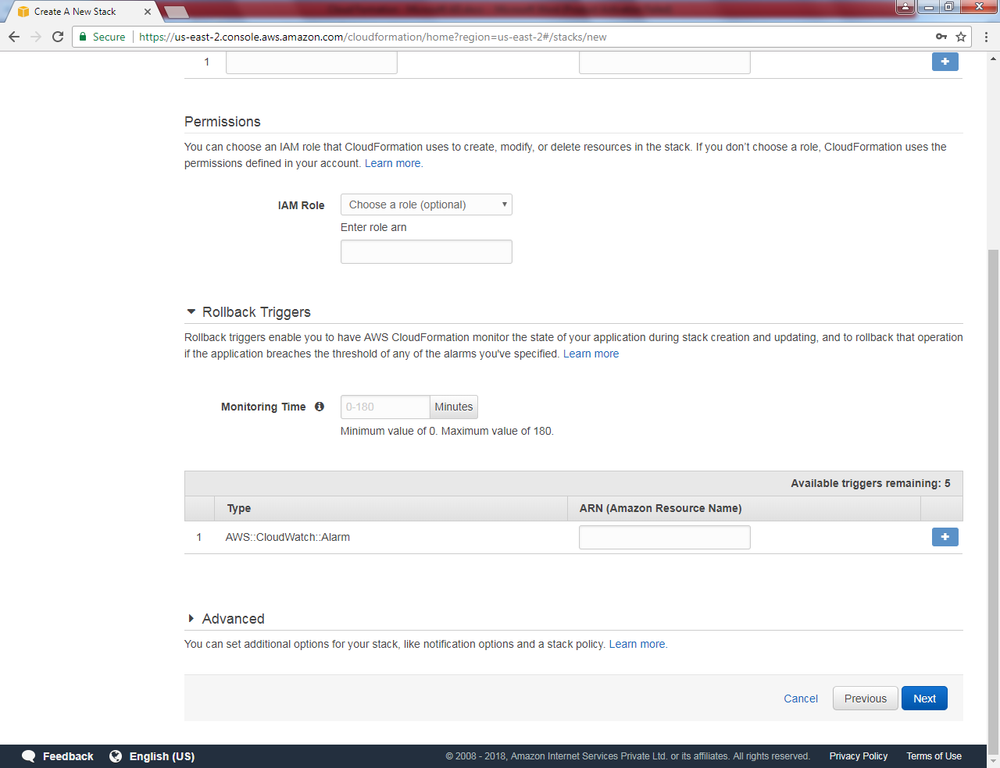 Create A New Stack
Secure https://us-east-2.console.aws.amazon.com/cloudformation/home?region=us-east-2#/stacks/new
1
Permissions
You can choose an IAM role that CloudFormation uses to create, modify, or delete resources in the stack. If you don’t choose a role, CloudFormation uses the
permissions defined in your account. Learn more.
IAM Role Choose a role (optional)
Enter role arn
Rollback Triggers
Rollback triggers enable you to have AWS CloudFormation monitor the state of your application during stack creation and updating, and to rollback that operation
if the application breaches the threshold of any of the alarms you've specified. Learn more
Monitoring Time 0-180 Minutes
Minimum value of 0. Maximum value of 180.
Available triggers remaining: 5
Type ARN (Amazon Resource Name)
1 AWS::CloudWatch::Alarm
Advanced
You can set additional options for your stack, like notification options and a stack policy. Learn more.
Cancel Previous Next
Feedback English (US) © 2008 - 2018, Amazon Internet Services Private Ltd. or its affiliates. All rights reserved. Privacy Policy Terms of Use